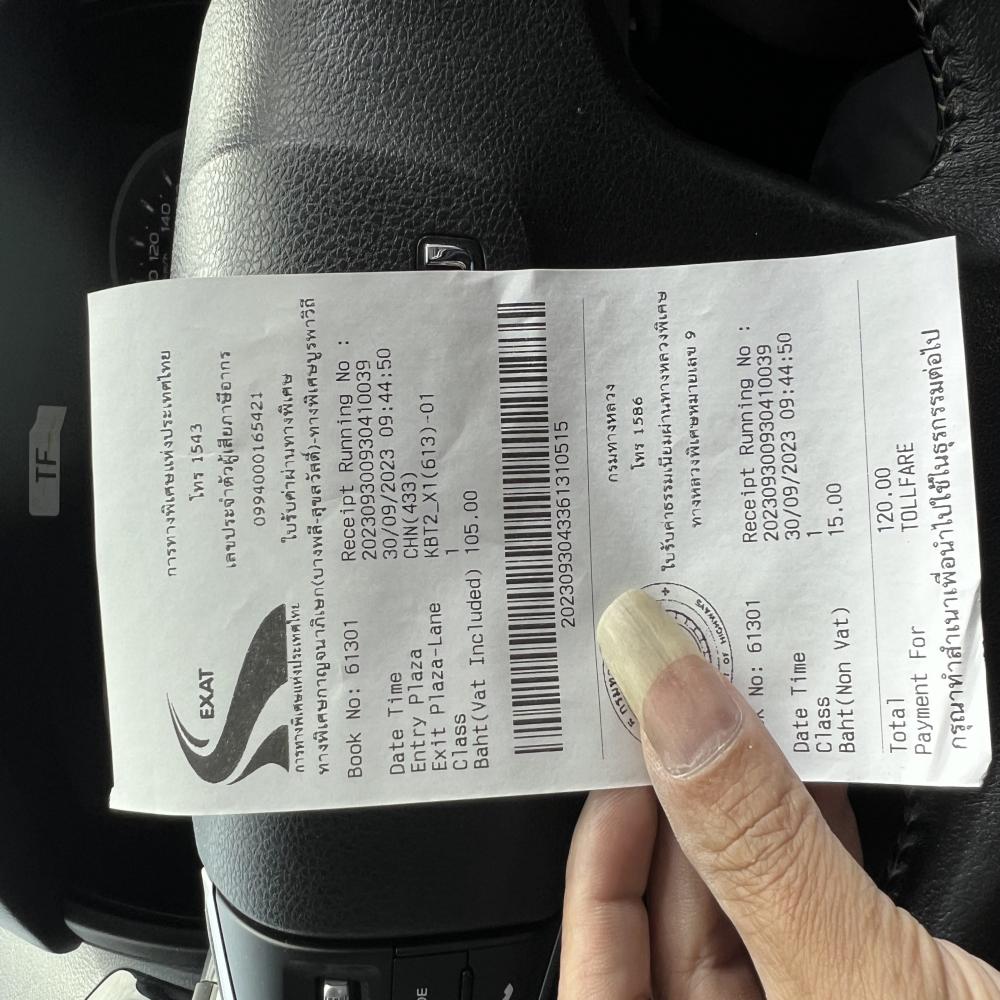 TF
120
140
EXAT
การทางพิเศษแห่งประเทศไทย
การทางพิเศษแห่งประเทศไทย
โทร 1543
เลขประจำตัวผู้เสียภาษีอากร
0994000165421
ใบรับค่าผ่านทางพิเศษ
ทางพิเศษกาญจนาภิเษก(บางพลี-สุขสวัสดิ์)-ทางพิเศษบูรพาวิถี
Book No: 61301 Receipt Running No :
20230930093041 0039
Date Time 30/09/2023 09:44:50
Entry Plaza CHN(433)
Exit Plaza-Lane KBT2_X1(613)-01
Class 1
Baht(Vat Included) 105.00
2023093043361310515
กรมทางหลวง
โทร 1586
ใบรับค่าธรรมเนียมผ่านทางหลวงพิเศษ
ทางหลวงพิเศษหมายเลข 9
OF HIGHWAYS
No: 61301 Receipt Running No :
202309300930410039
Date Time 30/09/2023 09:44:50
Class 1
Baht(Non Vat) 15.00
Total 120.00
Payment For TOLLFARE
กรุณาทำสำเนาเพื่อนำไปใช้ในธุรกรรมต่อไป